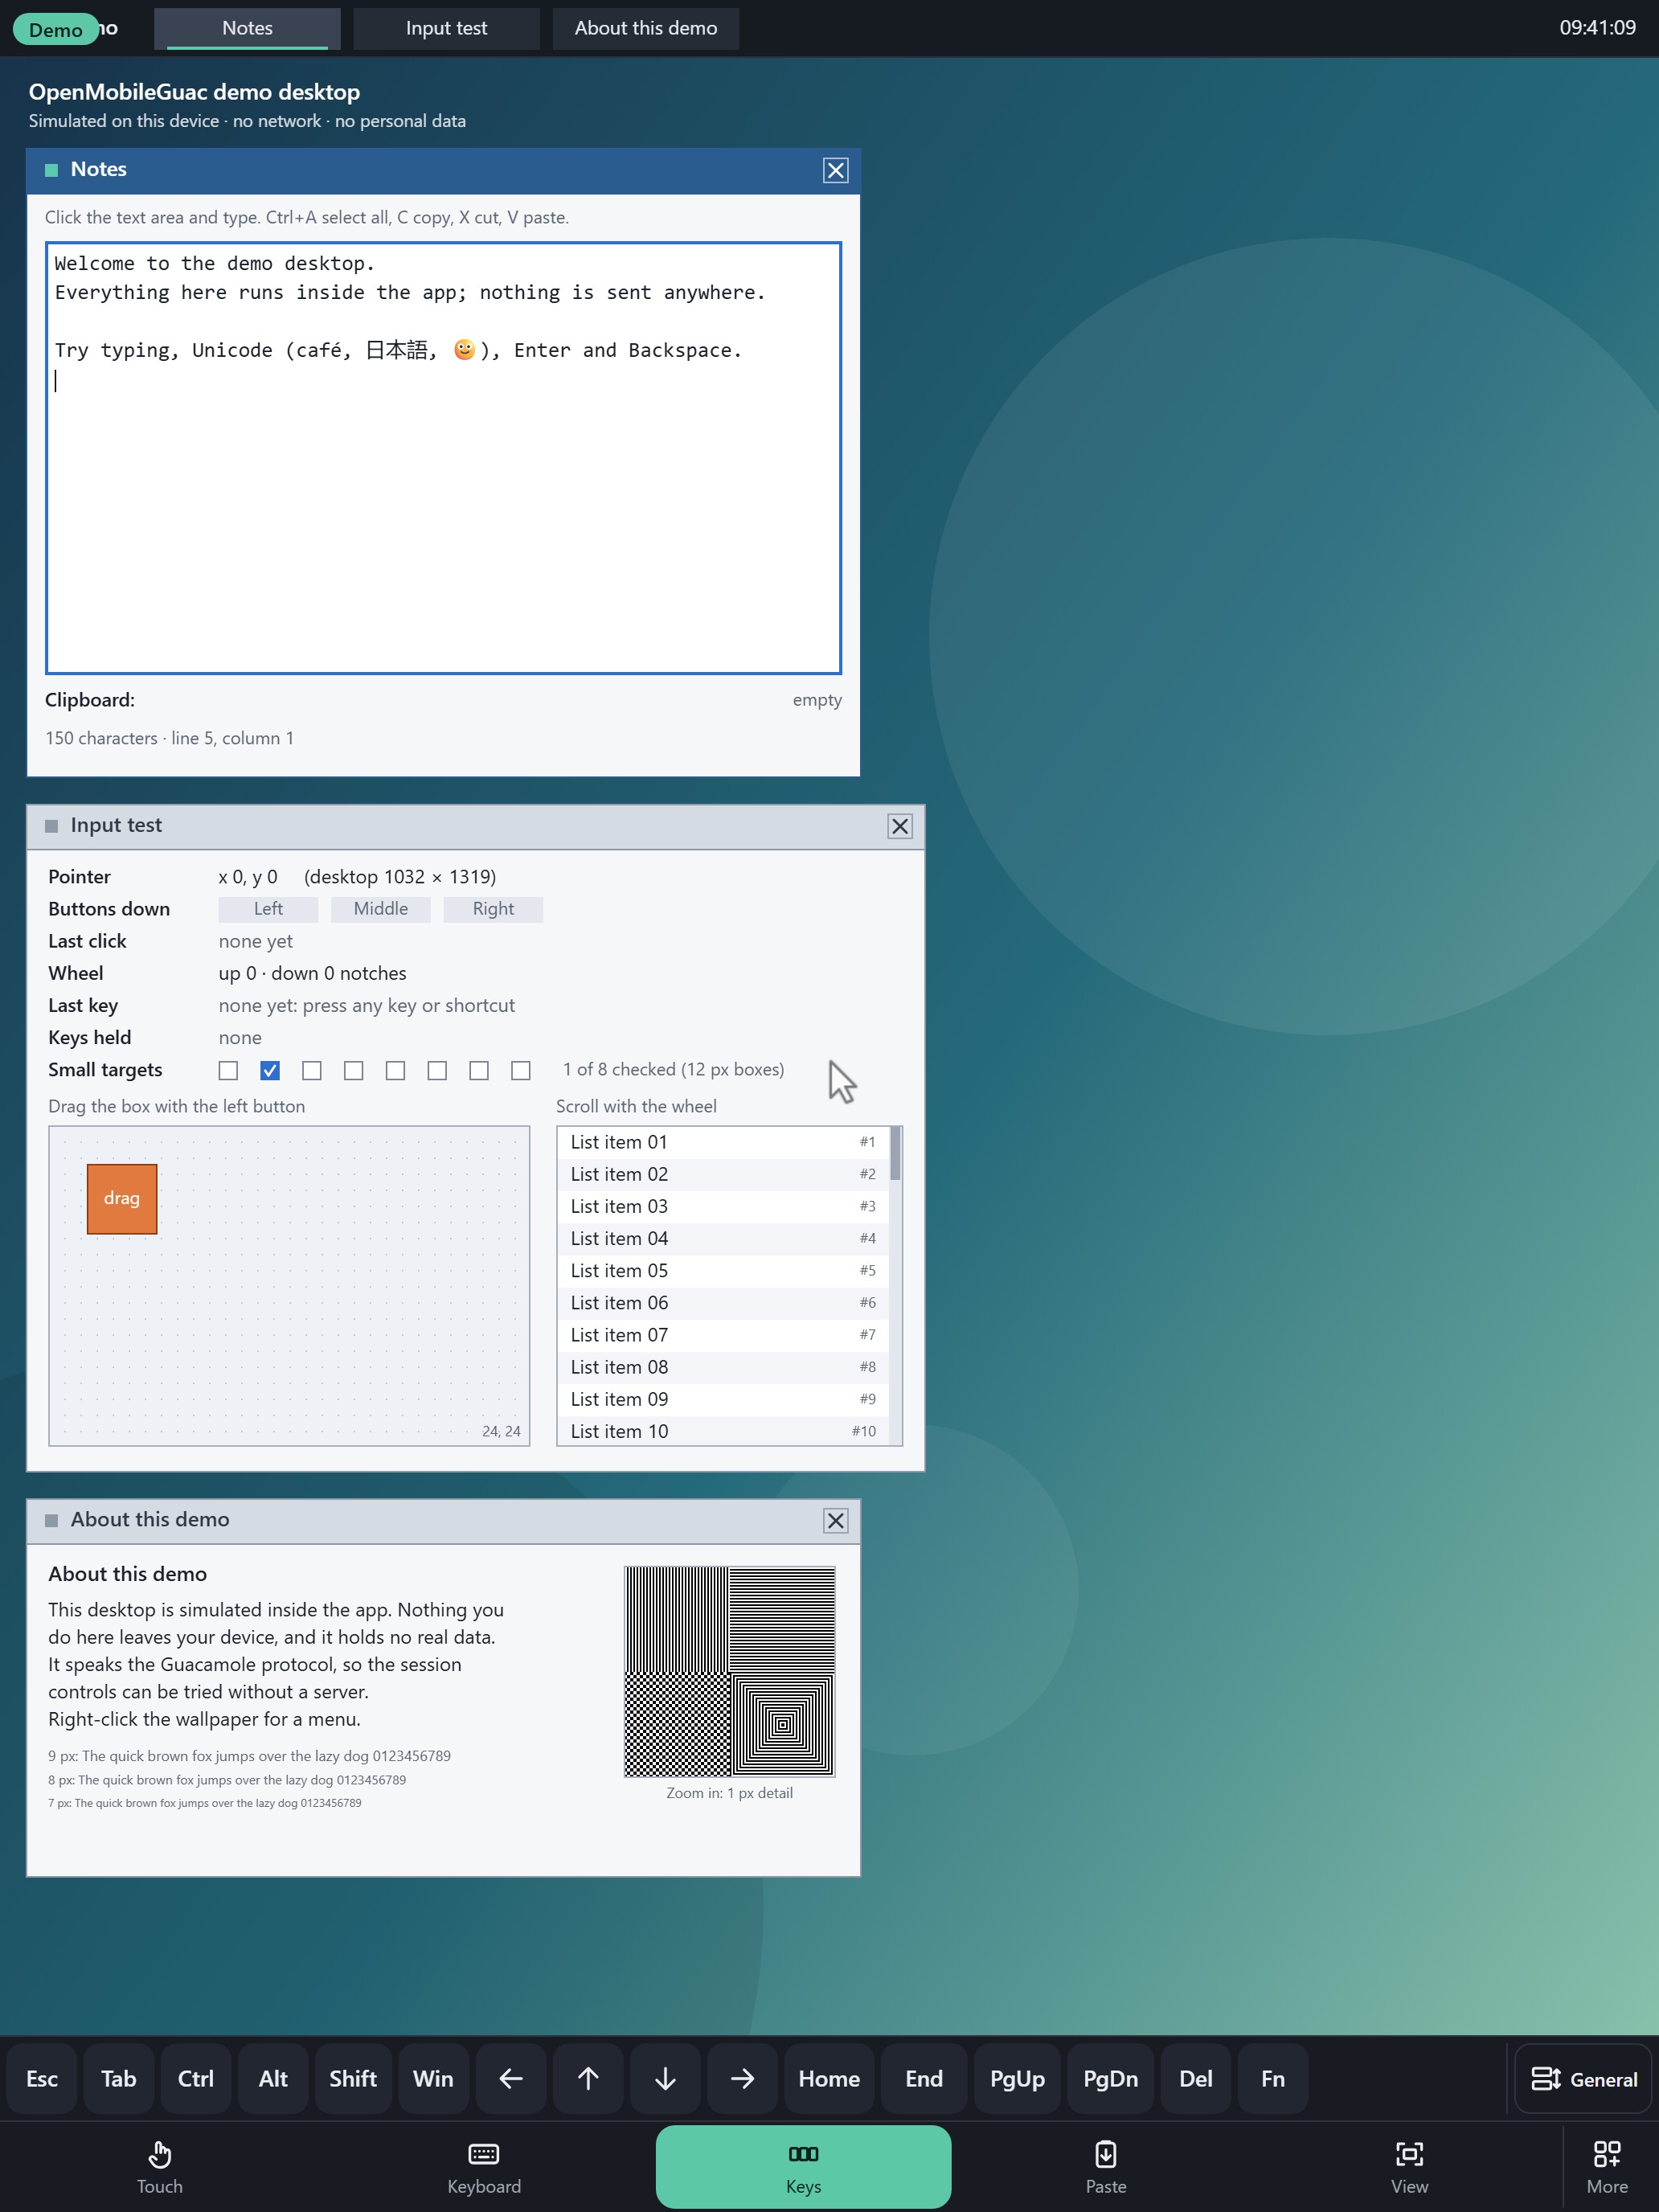 Demo
Notes
Input test
About this demo
09:41:09
OpenMobileGuac demo desktop
Simulated on this device · no network · no personal data
Notes
Click the text area and type. Ctrl+A select all, C copy, X cut, V paste.
Welcome to the demo desktop.
Everything here runs inside the app; nothing is sent anywhere.
Try typing, Unicode (café, 日本語, 🙂), Enter and Backspace.
Clipboard: empty
150 characters · line 5, column 1
Input test
Pointer x 0, y 0 (desktop 1032 × 1319)
Buttons down Left Middle Right
Last click none yet
Wheel up 0 · down 0 notches
Last key none yet: press any key or shortcut
Keys held none
Small targets 1 of 8 checked (12 px boxes)
Drag the box with the left button
drag
24, 24
Scroll with the wheel
List item 01 #1
List item 02 #2
List item 03 #3
List item 04 #4
List item 05 #5
List item 06 #6
List item 07 #7
List item 08 #8
List item 09 #9
List item 10 #10
About this demo
About this demo
This desktop is simulated inside the app. Nothing you
do here leaves your device, and it holds no real data.
It speaks the Guacamole protocol, so the session
controls can be tried without a server.
Right-click the wallpaper for a menu.
9 px: The quick brown fox jumps over the lazy dog 0123456789
8 px: The quick brown fox jumps over the lazy dog 0123456789
7 px: The quick brown fox jumps over the lazy dog 0123456789
Zoom in: 1 px detail
Esc Tab Ctrl Alt Shift Win ← ↑ ↓ → Home End PgUp PgDn Del Fn General
Touch Keyboard Keys Paste View More